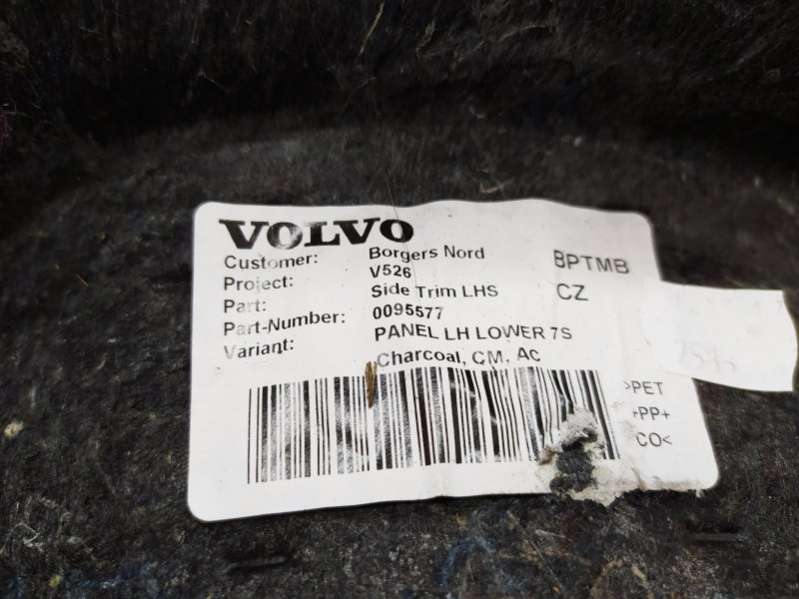 VOLVO
Customer: Borgers Nord BPTMB
Project: V526 CZ
Part: Side Trim LHS
Part-Number: 0095577
Variant: PANEL LH LOWER 7S
Charcoal, CM, Ac
>PET
+PP+
CO<